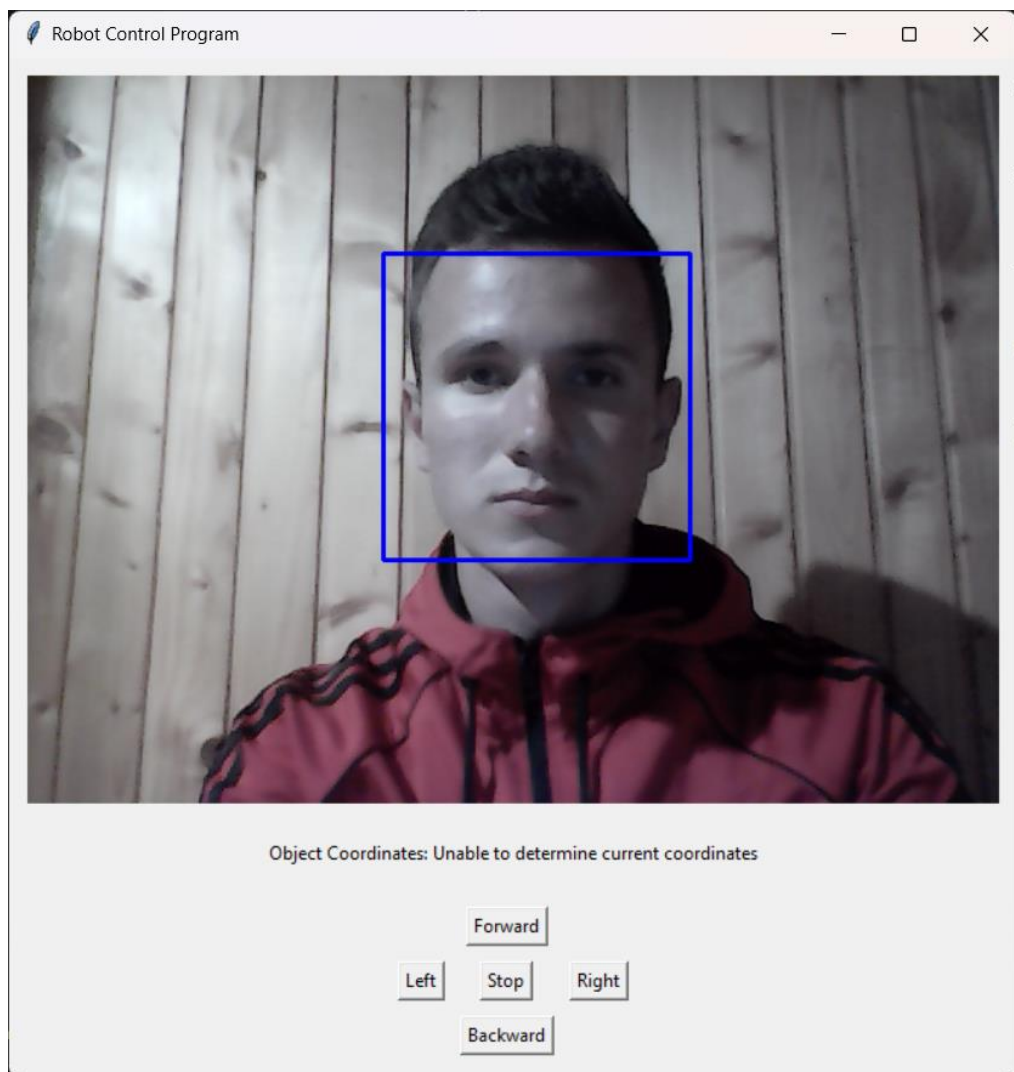 Robot Control Program
Object Coordinates: Unable to determine current coordinates
Forward
Left Stop Right
Backward